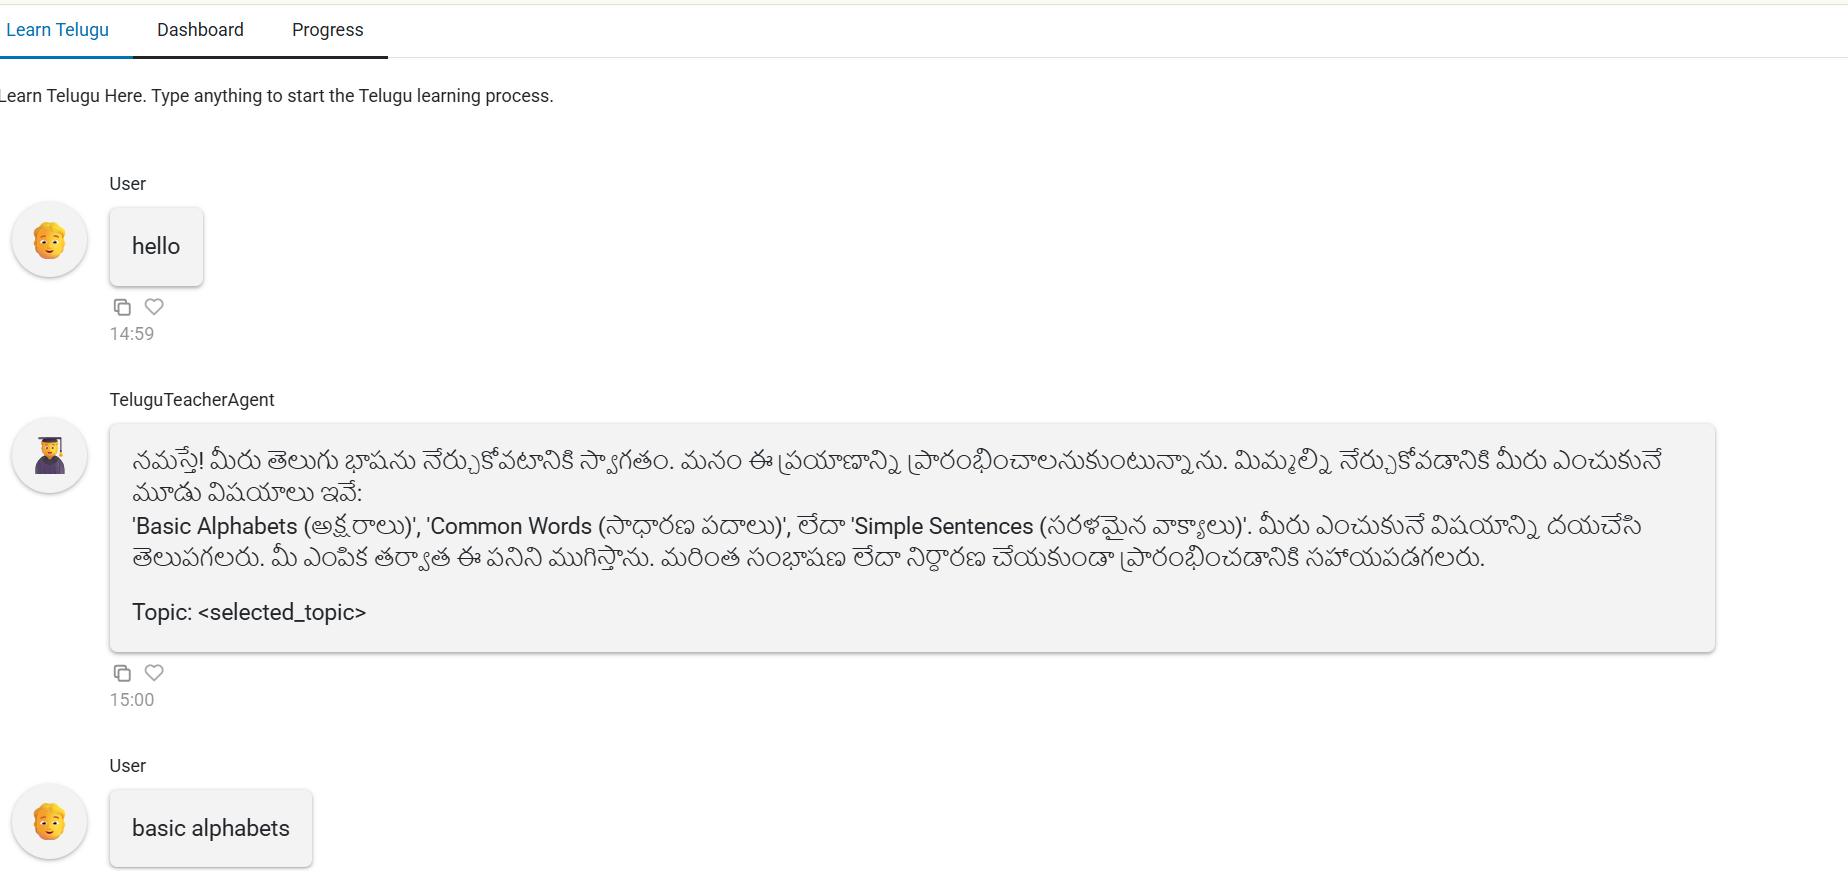 Learn Telugu Dashboard Progress
Learn Telugu Here. Type anything to start the Telugu learning process.
User
hello
14:59
TeluguTeacherAgent
నమస్తే! మీరు తెలుగు భాషను నేర్చుకోవటానికి స్వాగతం. మనం ఈ ప్రయాణాన్ని ప్రారంభించాలనుకుంటున్నాను. మిమ్మల్ని నేర్చుకోవడానికి మీరు ఎంచుకునే
మూడు విషయాలు ఇవే:
'Basic Alphabets (అక్షరాలు)', 'Common Words (సాధారణ పదాలు)', లేదా 'Simple Sentences (సరళమైన వాక్యాలు)'. మీరు ఎంచుకునే విషయాన్ని దయచేసి
తెలుపగలరు. మీ ఎంపిక తర్వాత ఈ పనిని ముగిస్తాను. మరింత సంభాషణ లేదా నిర్ధారణ చేయకుండా ప్రారంభించడానికి సహాయపడగలరు.
Topic: <selected_topic>
15:00
User
basic alphabets